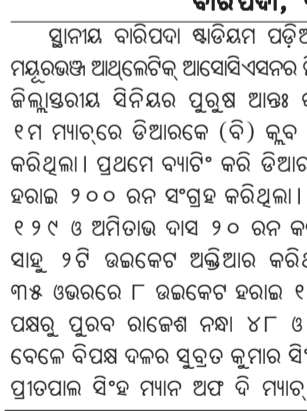 ବାରିପଦା,
ସ୍ଥାନୀୟ ବାରିପଦା ଷ୍ଟାଡିୟମ ପଡ଼ିଆ
ମୟୂରଭଞ୍ଜ ଆଥ୍‌ଲେଟିକ୍ ଆସୋସିଏସନର
ଜିଲ୍ଲାସ୍ତରୀୟ ସିନିୟର ପୁରୁଷ ଆନ୍ତଃ
୧ମ ମ୍ୟାଚ୍‌ରେ ଡିଆରକେ (ବି) କ୍ଲବ
କରିଥିଲା। ପ୍ରଥମେ ବ୍ୟାଟିଂ କରି ଡିଆର
ହରାଇ ୨୦୦ ରନ ସଂଗ୍ରହ କରିଥିଲା।
୧୨୯ ଓ ଅମିତାଭ ଦାସ ୨୦ ରନ
ସାହୁ ୨ଟି ଉଇକେଟ ଅକ୍ତିଆର କରିଥ
୩୫ ଓଭରରେ ୮ ଉଇକେଟ ହରାଇ ୧
ପକ୍ଷରୁ ପୁରବ ରାଜେଶ ନନ୍ଧା ୪୮ ଓ
ବେଳେ ବିପକ୍ଷ ଦଳର ସୁବ୍ରତ କୁମାର ସିଂ
ପ୍ରୀତପାଲ ସିଂହ ମ୍ୟାନ ଅଫ ଦି ମ୍ୟାଚ୍